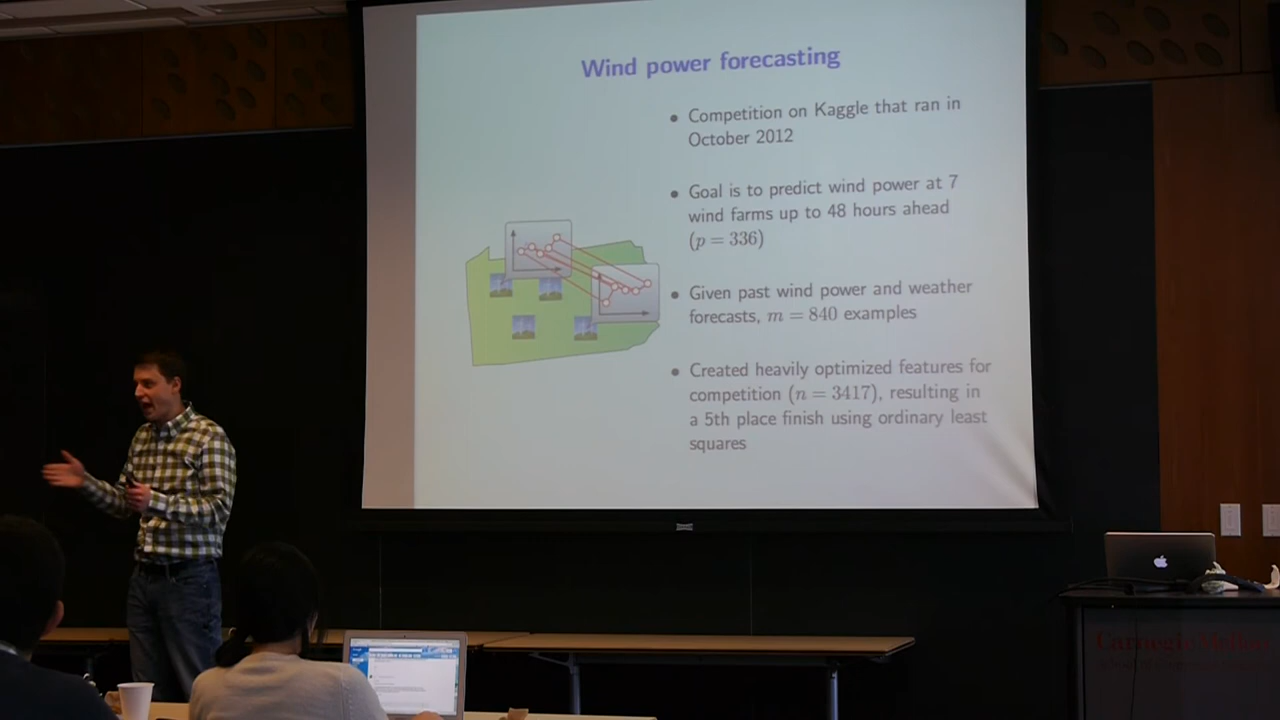 Wind power forecasting
• Competition on Kaggle that ran in
October 2012
• Goal is to predict wind power at 7
wind farms up to 48 hours ahead
(p = 336)
• Given past wind power and weather
forecasts, m = 840 examples
• Created heavily optimized features for
competition (n = 3417), resulting in
a 5th place finish using ordinary least
squares
Carnegie Mellon